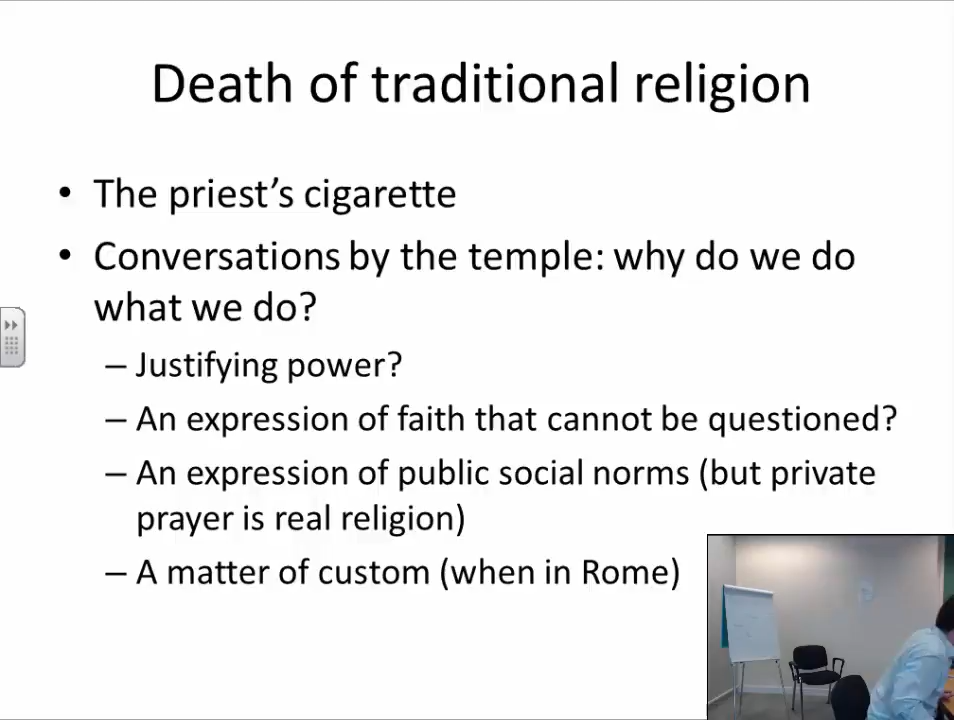 Death of traditional religion
• The priest’s cigarette
• Conversations by the temple: why do we do
what we do?
– Justifying power?
– An expression of faith that cannot be questioned?
– An expression of public social norms (but private
prayer is real religion)
– A matter of custom (when in Rome)